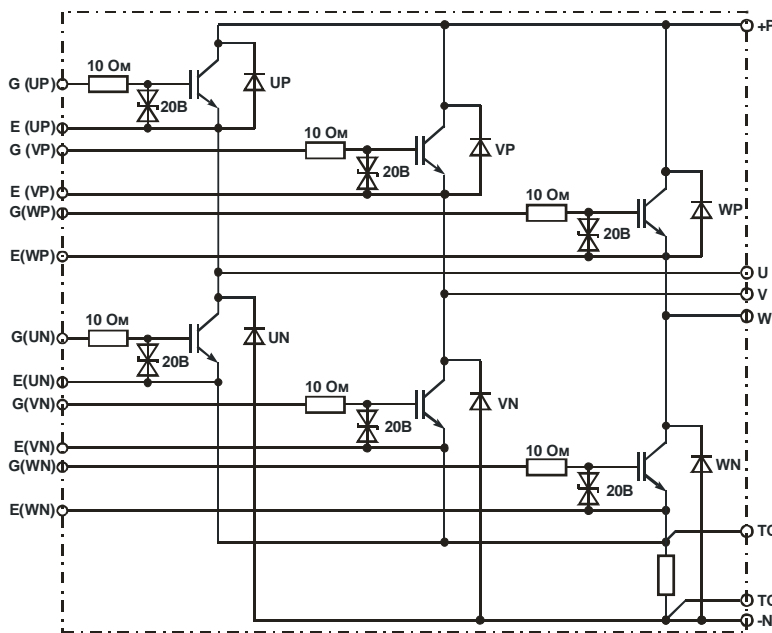 +P
10 Ом
G (UP)
UP
20В
E (UP)
10 Ом
G (VP)
VP
20В
E (VP)
10 Ом
G(WP)
WP
20В
E(WP)
U
V
W
10 Ом
G(UN)
UN
20В
E(UN)
10 Ом
G(VN)
VN
20В
E(VN)
10 Ом
G(WN)
WN
20В
E(WN)
-N